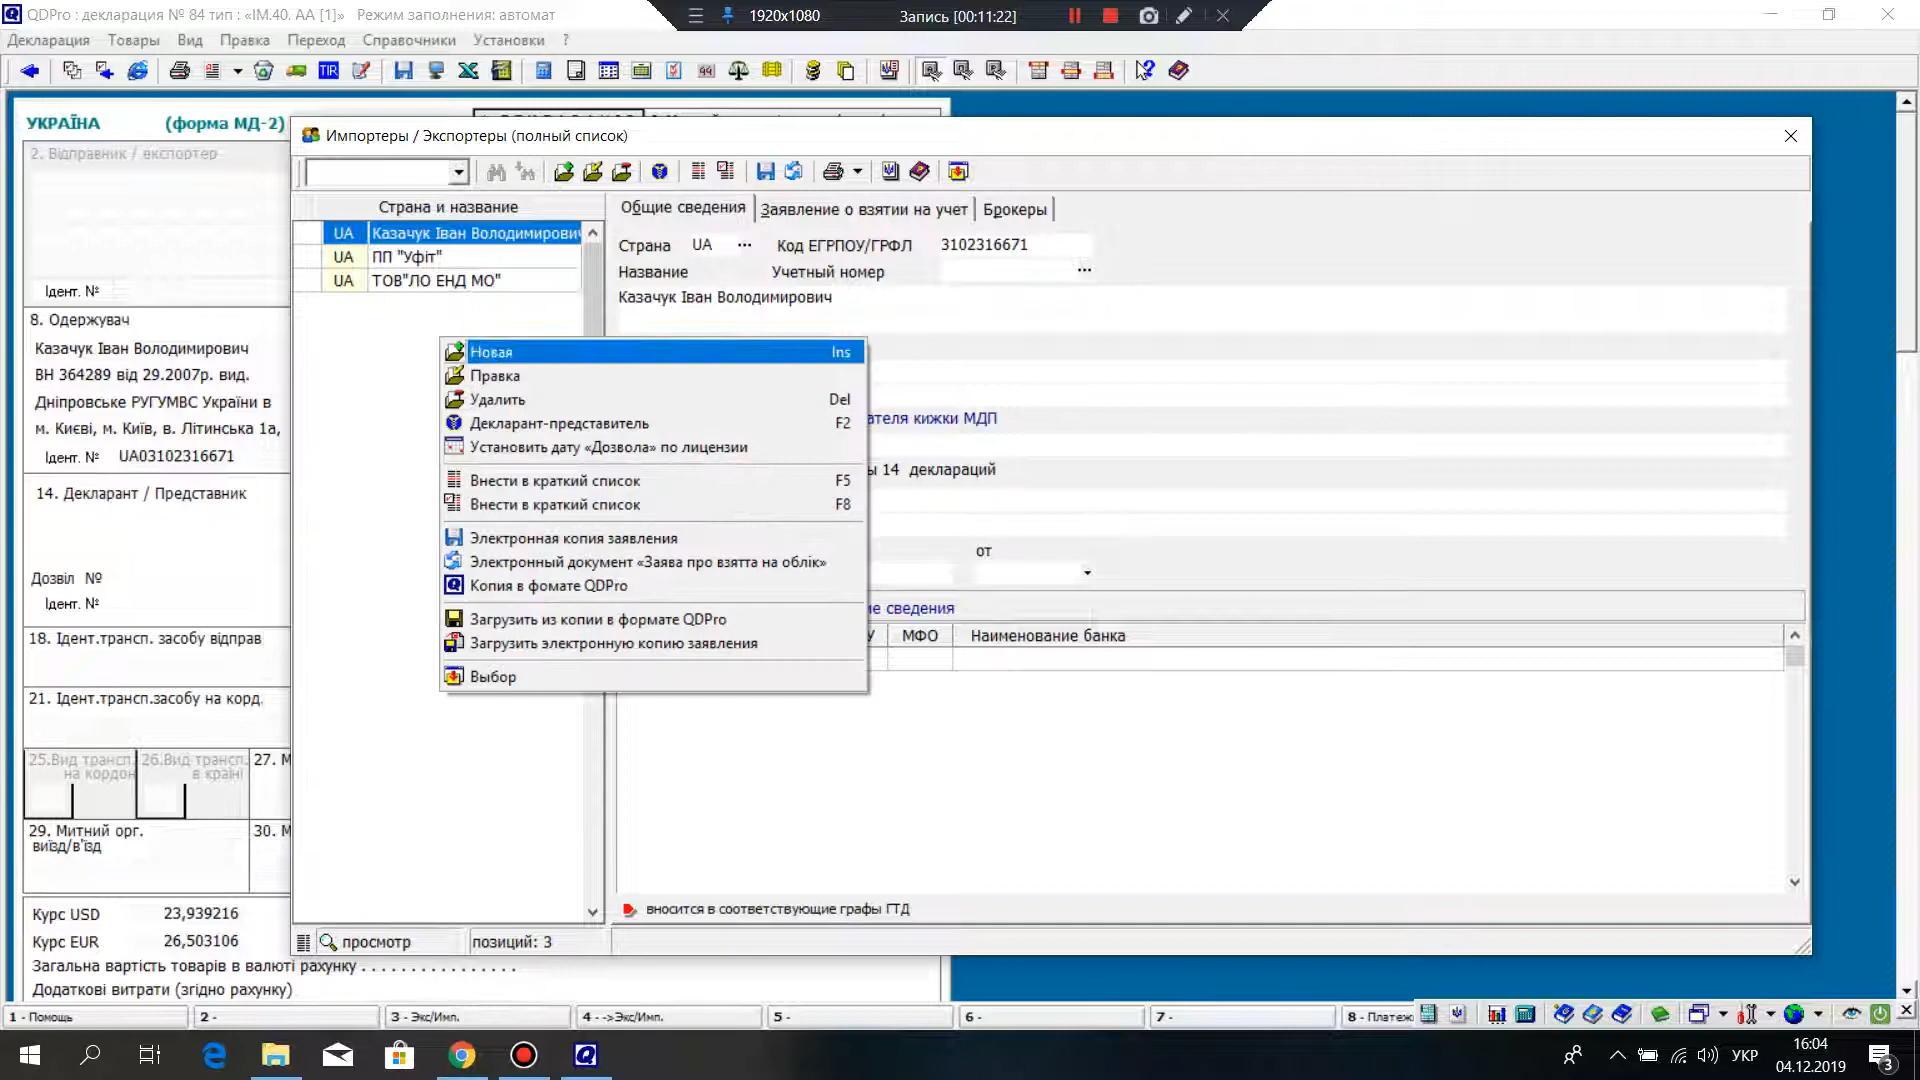 QDPro : декларация № 84 тип : «ІМ.40. АА [1]» Режим заполнения: автомат
1920x1080
Запись [00:11:22]
Декларация Товары Вид Правка Переход Справочники Установки ?
УКРАЇНА (форма МД-2)
2. Відправник / експортер
Ідент. №
8. Одержувач
Казачук Іван Володимирович
ВН 364289 від 29.2007р. вид.
Дніпровське РУГУМВС України в
м. Києві, м. Київ, в. Літинська 1а,
Ідент. № UA03102316671
14. Декларант / Представник
Дозвіл №
Ідент. №
18. Ідент.трансп. засобу відправ
21. Ідент.трансп.засобу на корд.
25.Вид трансп. на кордон
26.Вид трансп. в країні
27. М
29. Митний орг. виїзд/в'їзд
30. М
Курс USD 23,939216
Курс EUR 26,503106
Загальна вартість товарів в валюті рахунку . . . . . . . . . . . . . . . .
Додаткові витрати (згідно рахунку)
Импортеры / Экспортеры (полный список)
Страна и название
UA Казачук Іван Володимирови
UA ПП "Уфіт"
UA ТОВ"ЛО ЕНД МО"
Общие сведения Заявление о взятии на учет Брокеры
Страна UA ... Код ЕГРПОУ/ГРФЛ 3102316671
Название Учетный номер ...
Казачук Іван Володимирович
ателя кижки МДП
ы 14 деклараций
от
ие сведения
У МФО Наименование банка
вносится в соответствующие графы ГТД
просмотр позиций: 3
Новая Ins
Правка
Удалить Del
Декларант-представитель F2
Установить дату «Дозвола» по лицензии
Внести в краткий список F5
Внести в краткий список F8
Электронная копия заявления
Электронный документ «Заява про взятта на облік»
Копия в фомате QDPro
Загрузить из копии в формате QDPro
Загрузить электронную копию заявления
Выбор
1 - Помощь 2 - 3 - Экс/Имп. 4 - ->Экс/Имп. 5 - 6 - 7 - 8 - Платеж
УКР
16:04
04.12.2019
3